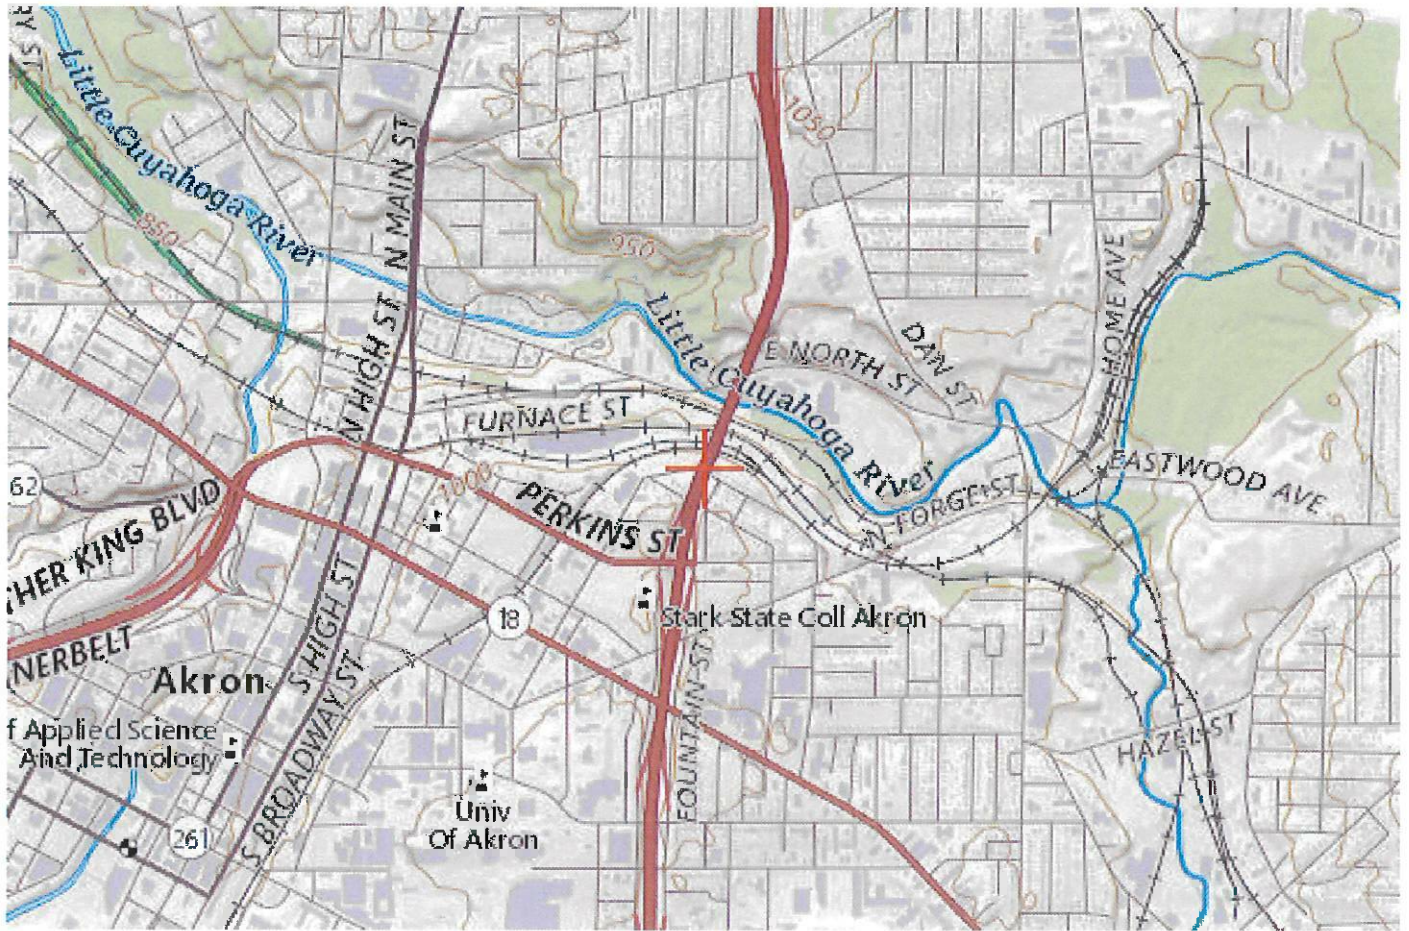 RY ST
Little Cuyahoga River
1050
N MAIN ST
850
950
HOME AVE
N HIGH ST
Little Cuyahoga River
E NORTH ST
DAN ST
FURNACE ST
EASTWOOD AVE
62
1000
PERKINS ST
N FORGE ST
THER KING BLVD
18
Stark State Coll Akron
NERBELT
S HIGH ST
Akron
FOUNTAIN ST
S BROADWAY ST
f Applied Science
And Technology
HAZEL ST
Univ
Of Akron
261